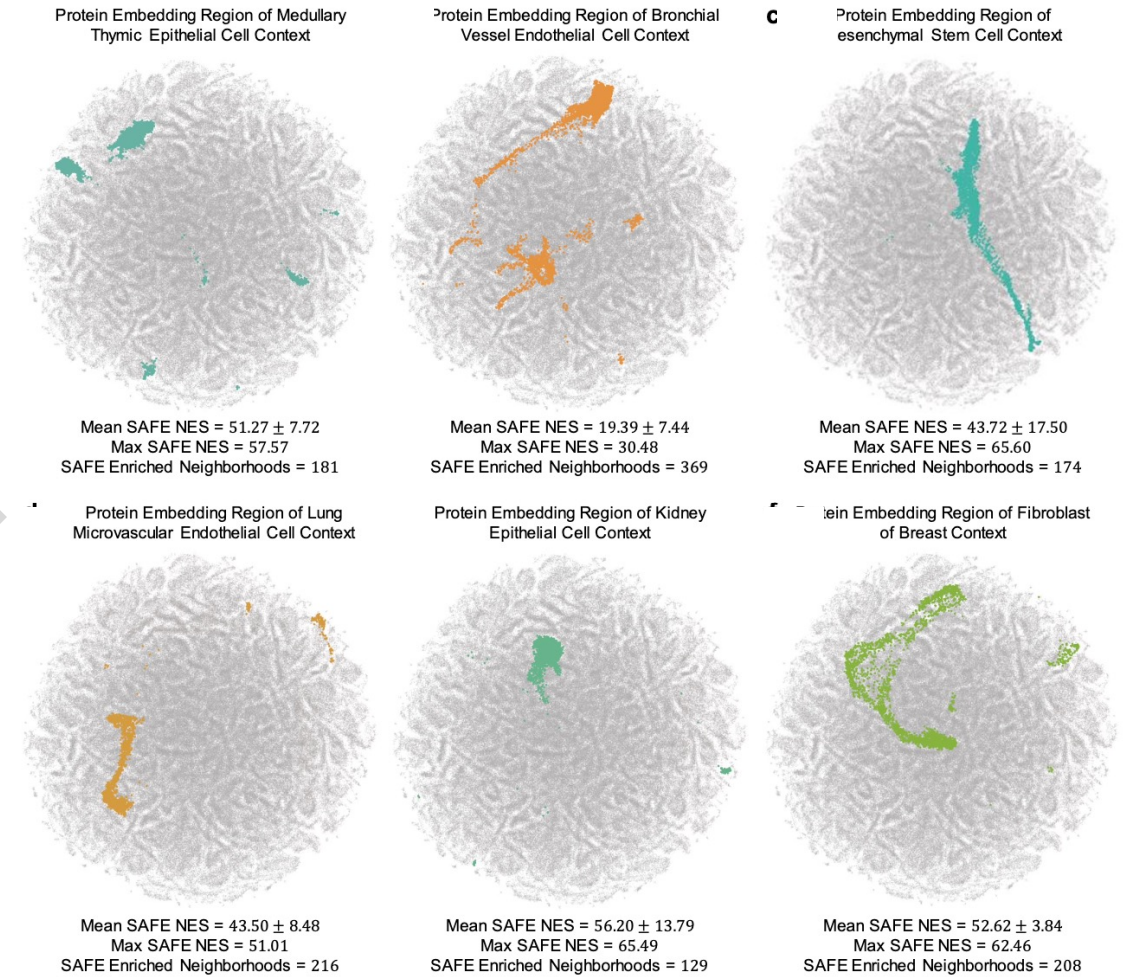 Protein Embedding Region of Medullary
Thymic Epithelial Cell Context
Protein Embedding Region of Bronchial
Vessel Endothelial Cell Context
c
Protein Embedding Region of
esenchymal Stem Cell Context
Mean SAFE NES = 51.27 ± 7.72
Max SAFE NES = 57.57
SAFE Enriched Neighborhoods = 181
Mean SAFE NES = 19.39 ± 7.44
Max SAFE NES = 30.48
SAFE Enriched Neighborhoods = 369
Mean SAFE NES = 43.72 ± 17.50
Max SAFE NES = 65.60
SAFE Enriched Neighborhoods = 174
Protein Embedding Region of Lung
Microvascular Endothelial Cell Context
Protein Embedding Region of Kidney
Epithelial Cell Context
tein Embedding Region of Fibroblast
of Breast Context
Mean SAFE NES = 43.50 ± 8.48
Max SAFE NES = 51.01
SAFE Enriched Neighborhoods = 216
Mean SAFE NES = 56.20 ± 13.79
Max SAFE NES = 65.49
SAFE Enriched Neighborhoods = 129
Mean SAFE NES = 52.62 ± 3.84
Max SAFE NES = 62.46
SAFE Enriched Neighborhoods = 208